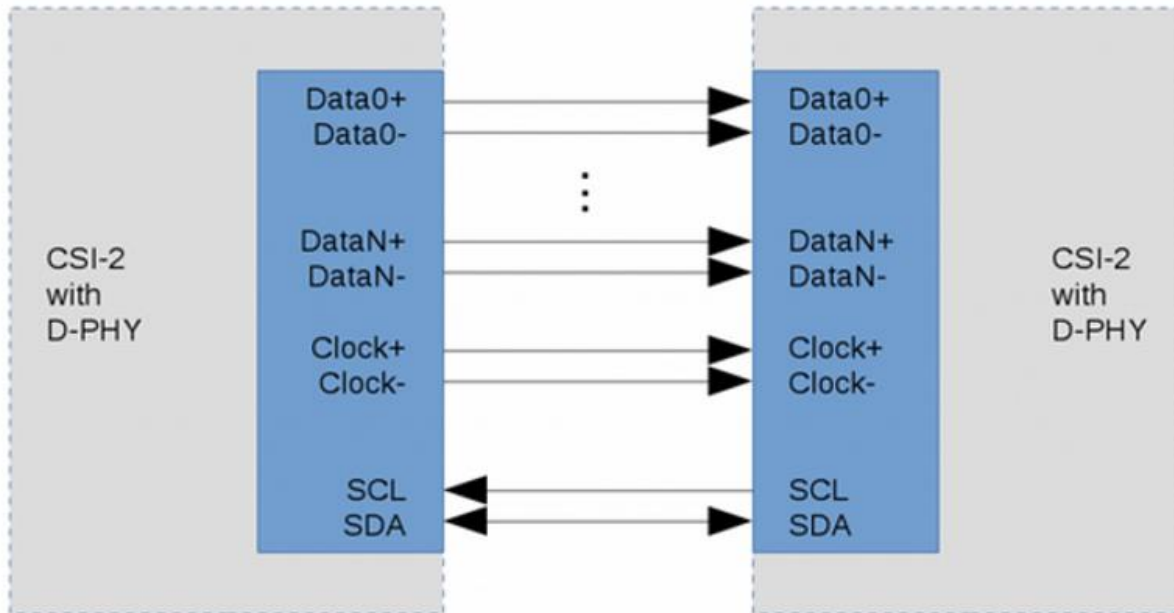 CSI-2
with
D-PHY
Data0+
Data0-
DataN+
DataN-
Clock+
Clock-
SCL
SDA
Data0+
Data0-
DataN+
DataN-
Clock+
Clock-
SCL
SDA
CSI-2
with
D-PHY